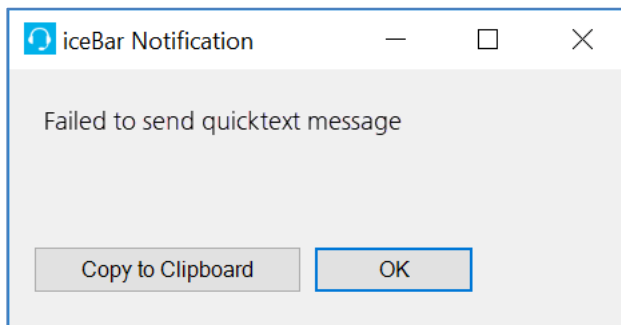 iceBar Notification
Failed to send quicktext message
Copy to Clipboard OK